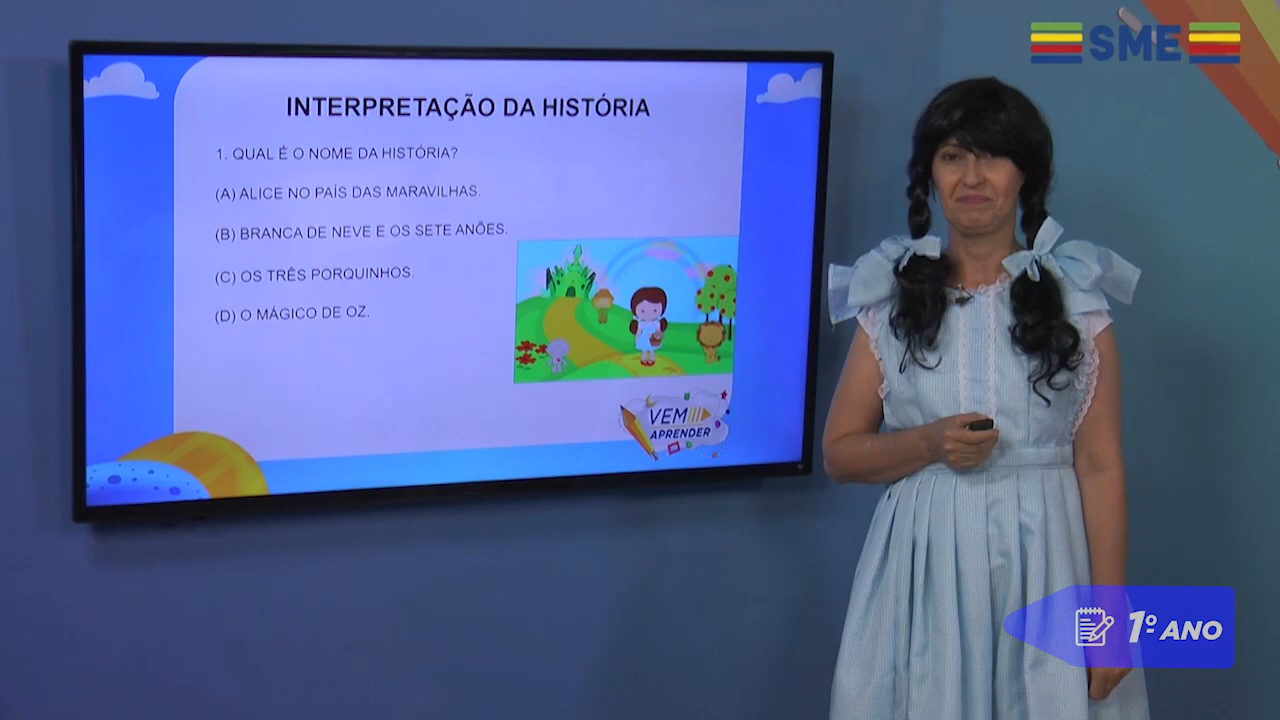 SME
INTERPRETAÇÃO DA HISTÓRIA
1. QUAL É O NOME DA HISTÓRIA?
(A) ALICE NO PAÍS DAS MARAVILHAS.
(B) BRANCA DE NEVE E OS SETE ANÕES.
(C) OS TRÊS PORQUINHOS.
(D) O MÁGICO DE OZ.
VEM
APRENDER
1º ANO